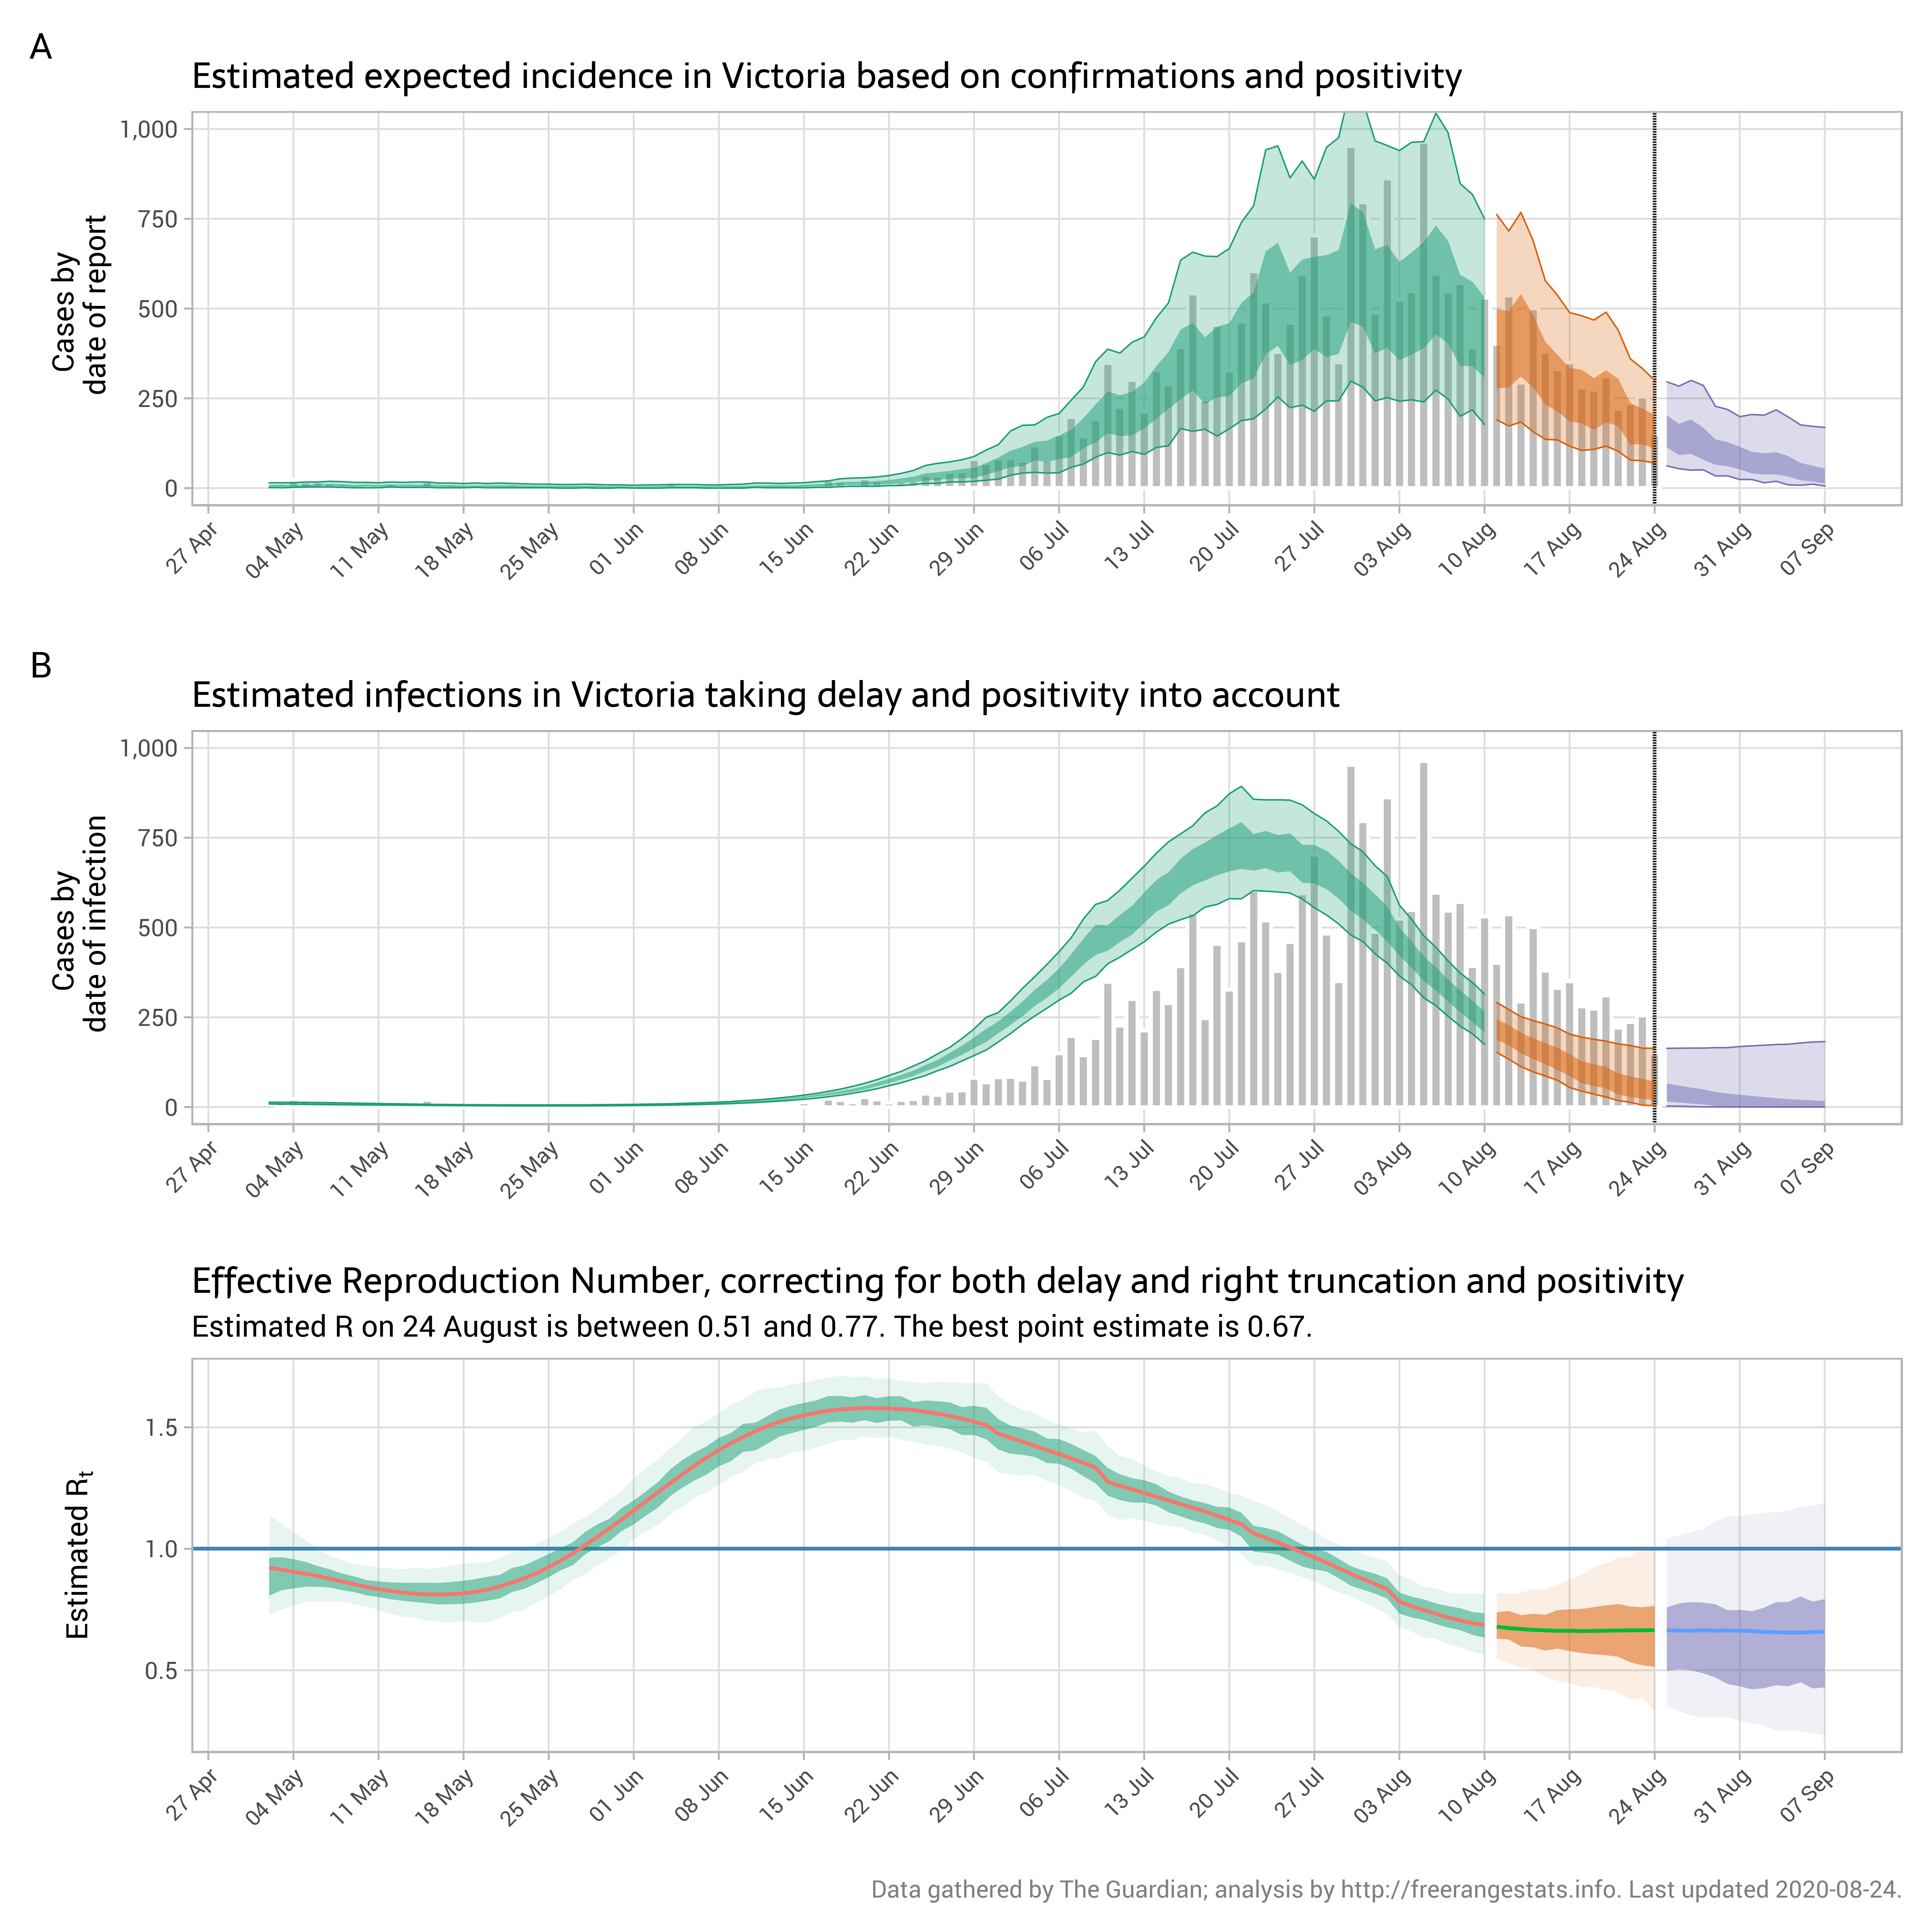 A
Estimated expected incidence in Victoria based on confirmations and positivity
Cases by
date of report
1,000
750
500
250
0
27 Apr
04 May
11 May
18 May
25 May
01 Jun
08 Jun
15 Jun
22 Jun
29 Jun
06 Jul
13 Jul
20 Jul
27 Jul
03 Aug
10 Aug
17 Aug
24 Aug
31 Aug
07 Sep
B
Estimated infections in Victoria taking delay and positivity into account
Cases by
date of infection
1,000
750
500
250
0
27 Apr
04 May
11 May
18 May
25 May
01 Jun
08 Jun
15 Jun
22 Jun
29 Jun
06 Jul
13 Jul
20 Jul
27 Jul
03 Aug
10 Aug
17 Aug
24 Aug
31 Aug
07 Sep
Effective Reproduction Number, correcting for both delay and right truncation and positivity
Estimated R on 24 August is between 0.51 and 0.77. The best point estimate is 0.67.
Estimated Rt
1.5
1.0
0.5
27 Apr
04 May
11 May
18 May
25 May
01 Jun
08 Jun
15 Jun
22 Jun
29 Jun
06 Jul
13 Jul
20 Jul
27 Jul
03 Aug
10 Aug
17 Aug
24 Aug
31 Aug
07 Sep
Data gathered by The Guardian; analysis by http://freerangestats.info. Last updated 2020-08-24.